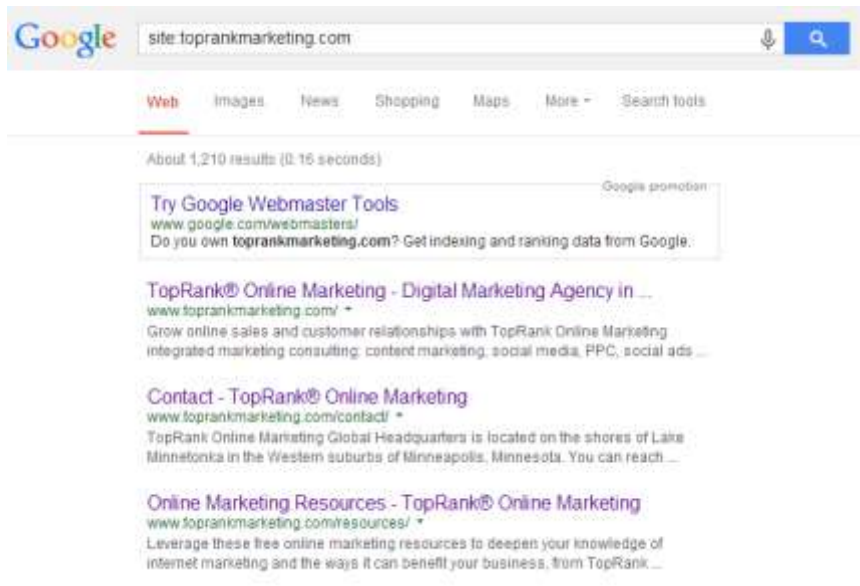 Google
site:toprankmarketing.com
Web Images News Shopping Maps More Search tools
About 1,210 results (0.16 seconds)
Google promotion
Try Google Webmaster Tools
www.google.com/webmasters/
Do you own toprankmarketing.com? Get indexing and ranking data from Google.
TopRank® Online Marketing - Digital Marketing Agency in ...
www.toprankmarketing.com/
Grow online sales and customer relationships with TopRank Online Marketing
integrated marketing consulting: content marketing, social media, PPC, social ads ...
Contact - TopRank® Online Marketing
www.toprankmarketing.com/contact/
TopRank Online Marketing Global Headquarters is located on the shores of Lake
Minnetonka in the Western suburbs of Minneapolis, Minnesota. You can reach ...
Online Marketing Resources - TopRank® Online Marketing
www.toprankmarketing.com/resources/
Leverage these free online marketing resources to deepen your knowledge of
internet marketing and the ways it can benefit your business, from TopRank ...